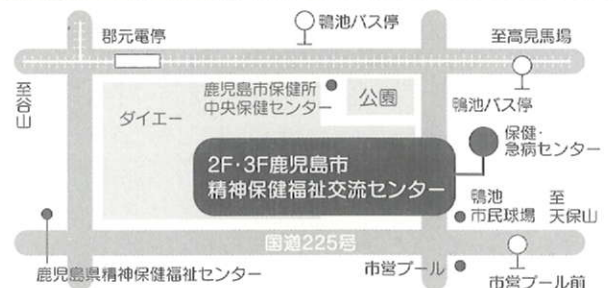 郡元電停
鴨池バス停
至高見馬場
至谷山
ダイエー
鹿児島市保健所
中央保健センター
公園
鴨池バス停
保健・
急病センター
2F・3F鹿児島市
精神保健福祉交流センター
鴨池
市民球場
至
天保山
国道225号
鹿児島県精神保健福祉センター
市営プール
市営プール前